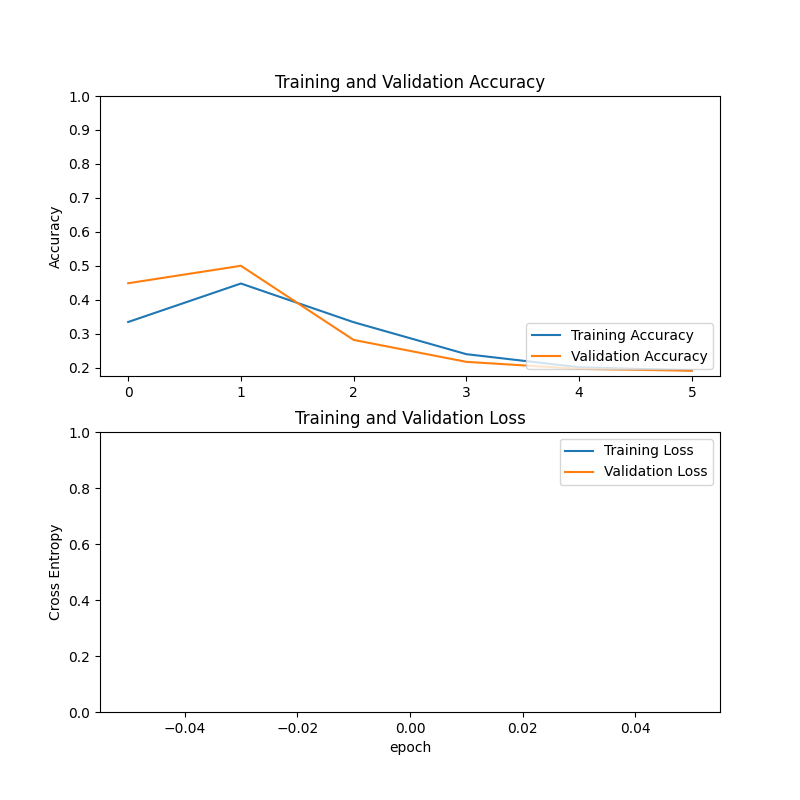 Training and Validation Accuracy
1.0
0.9
0.8
0.7
0.6
0.5
0.4
0.3
0.2
Accuracy
Training Accuracy
Validation Accuracy
0 1 2 3 4 5
Training and Validation Loss
1.0
0.8
0.6
0.4
0.2
0.0
Cross Entropy
Training Loss
Validation Loss
−0.04 −0.02 0.00 0.02 0.04
epoch